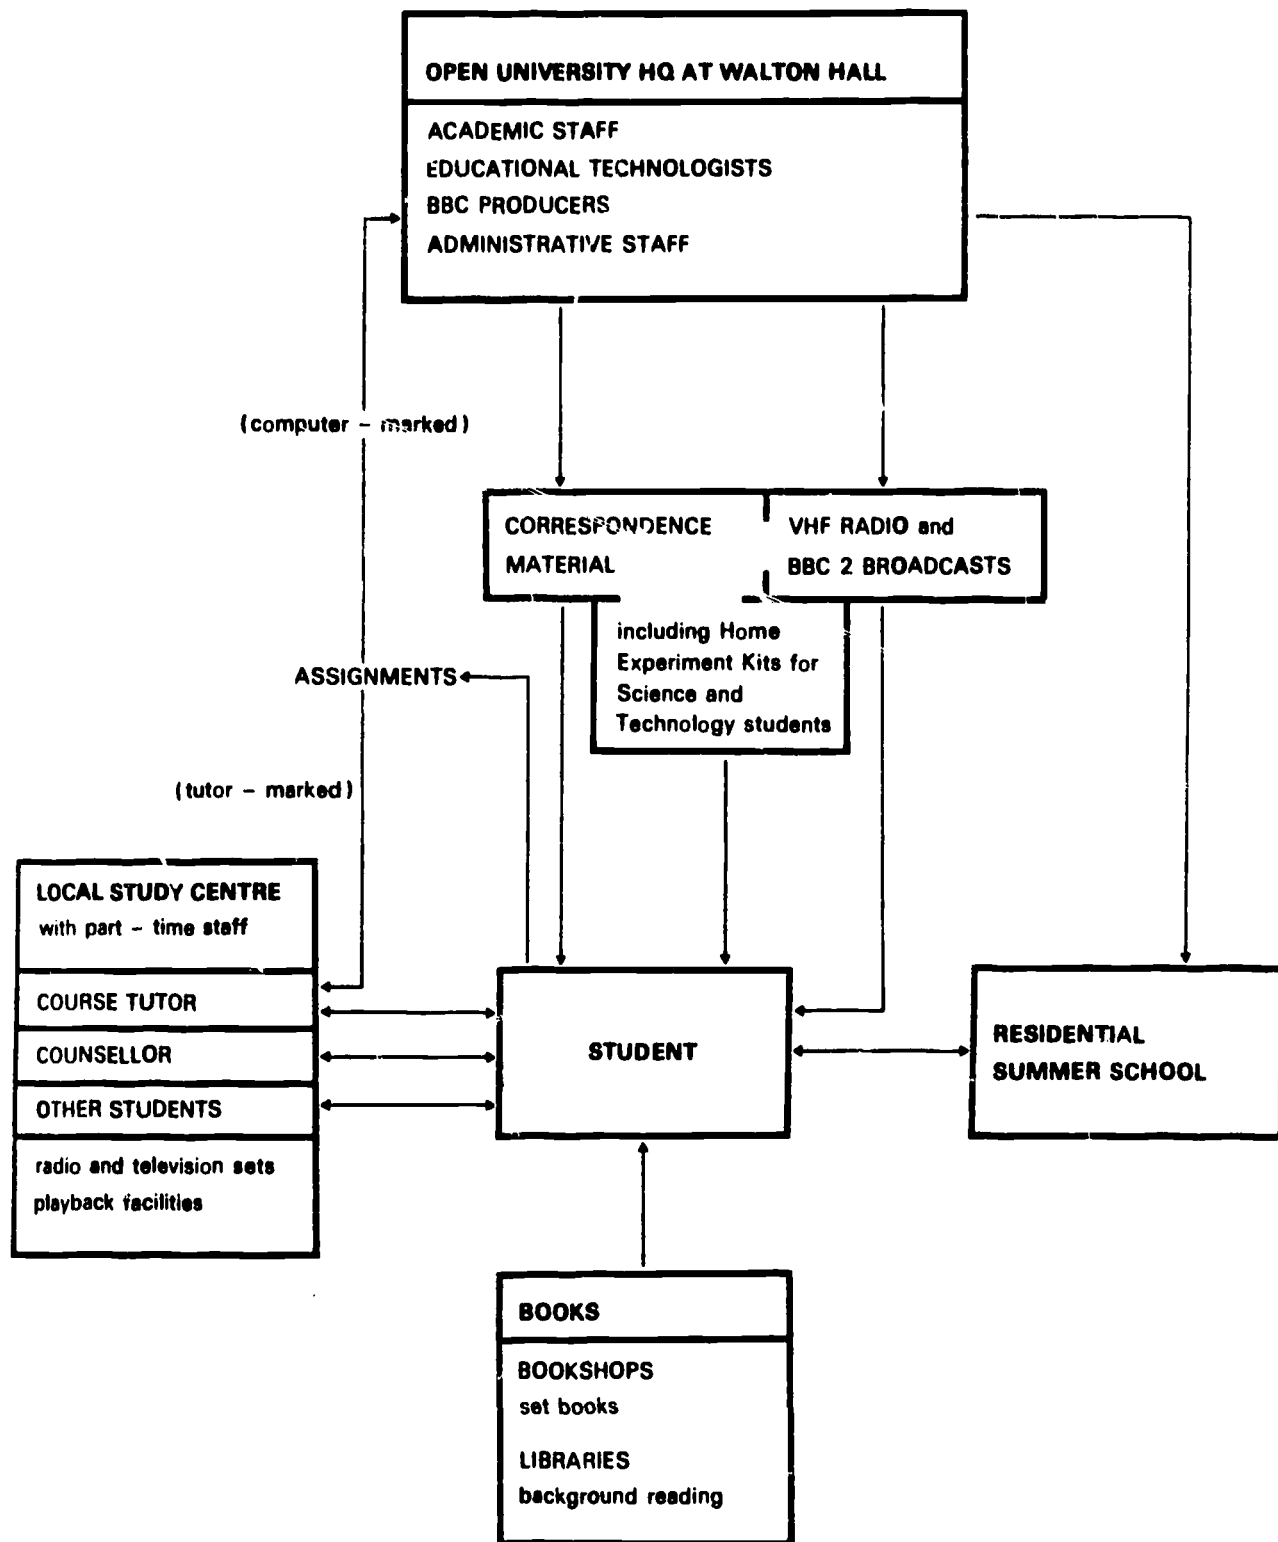 OPEN UNIVERSITY HQ AT WALTON HALL
ACADEMIC STAFF
EDUCATIONAL TECHNOLOGISTS
BBC PRODUCERS
ADMINISTRATIVE STAFF
(computer – marked)
CORRESPONDENCE
MATERIAL
VHF RADIO and
BBC 2 BROADCASTS
including Home
Experiment Kits for
Science and
Technology students
ASSIGNMENTS
(tutor – marked)
LOCAL STUDY CENTRE
with part – time staff
COURSE TUTOR
COUNSELLOR
OTHER STUDENTS
radio and television sets
playback facilities
STUDENT
RESIDENTIAL
SUMMER SCHOOL
BOOKS
BOOKSHOPS
set books
LIBRARIES
background reading